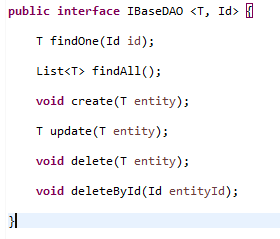 public interface IBaseDAO <T, Id> {
T findOne(Id id);
List<T> findAll();
void create(T entity);
T update(T entity);
void delete(T entity);
void deleteById(Id entityId);
}